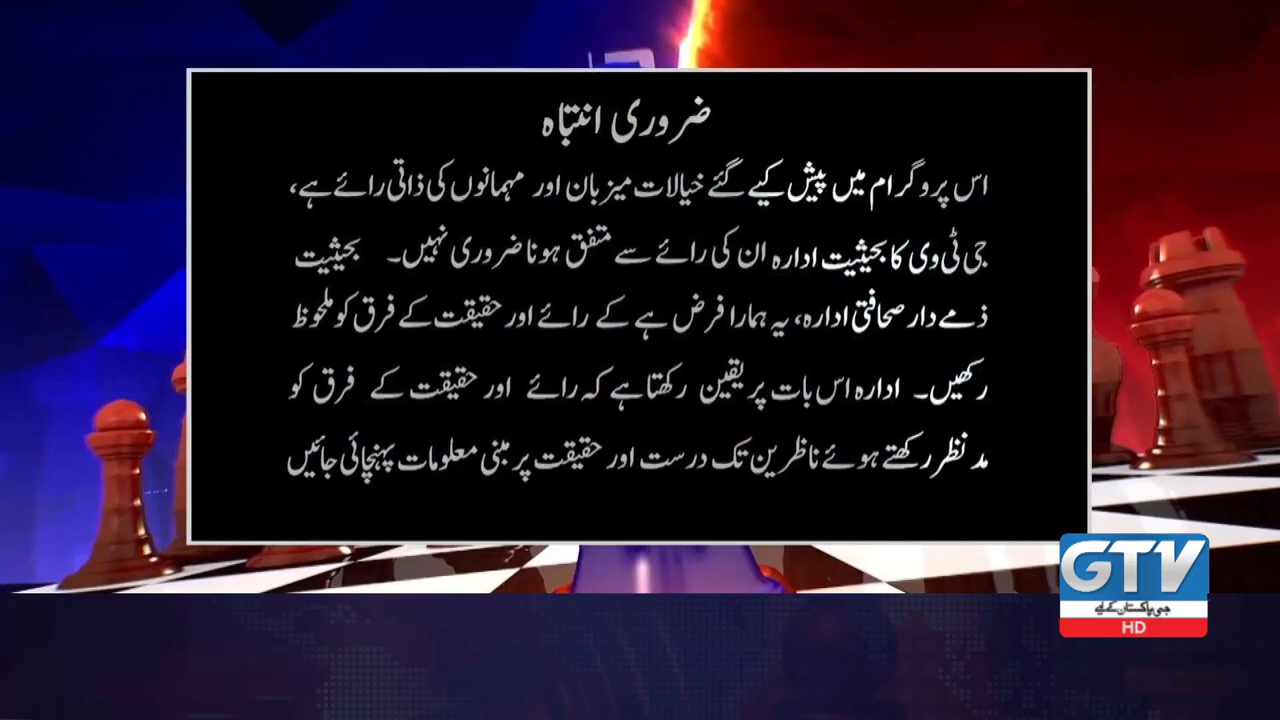 ضروری انتباہ
اس پروگرام میں پیش کیے گئے خیالات میزبان اور مہمانوں کی ذاتی رائے ہے،
جی ٹی وی کا بحیثیت ادارہ ان کی رائے سے متفق ہونا ضروری نہیں۔ بحیثیت
ذمے دار صحافتی ادارہ، یہ ہمارا فرض ہے کے رائے اور حقیقت کے فرق کو ملحوظ
رکھیں۔ ادارہ اس بات پر یقین رکھتا ہے کہ رائے اور حقیقت کے فرق کو
مد نظر رکھتے ہوئے ناظرین تک درست اور حقیقت پر مبنی معلومات پہنچائی جائیں
GTV
جی پاکستان کے لیے
HD